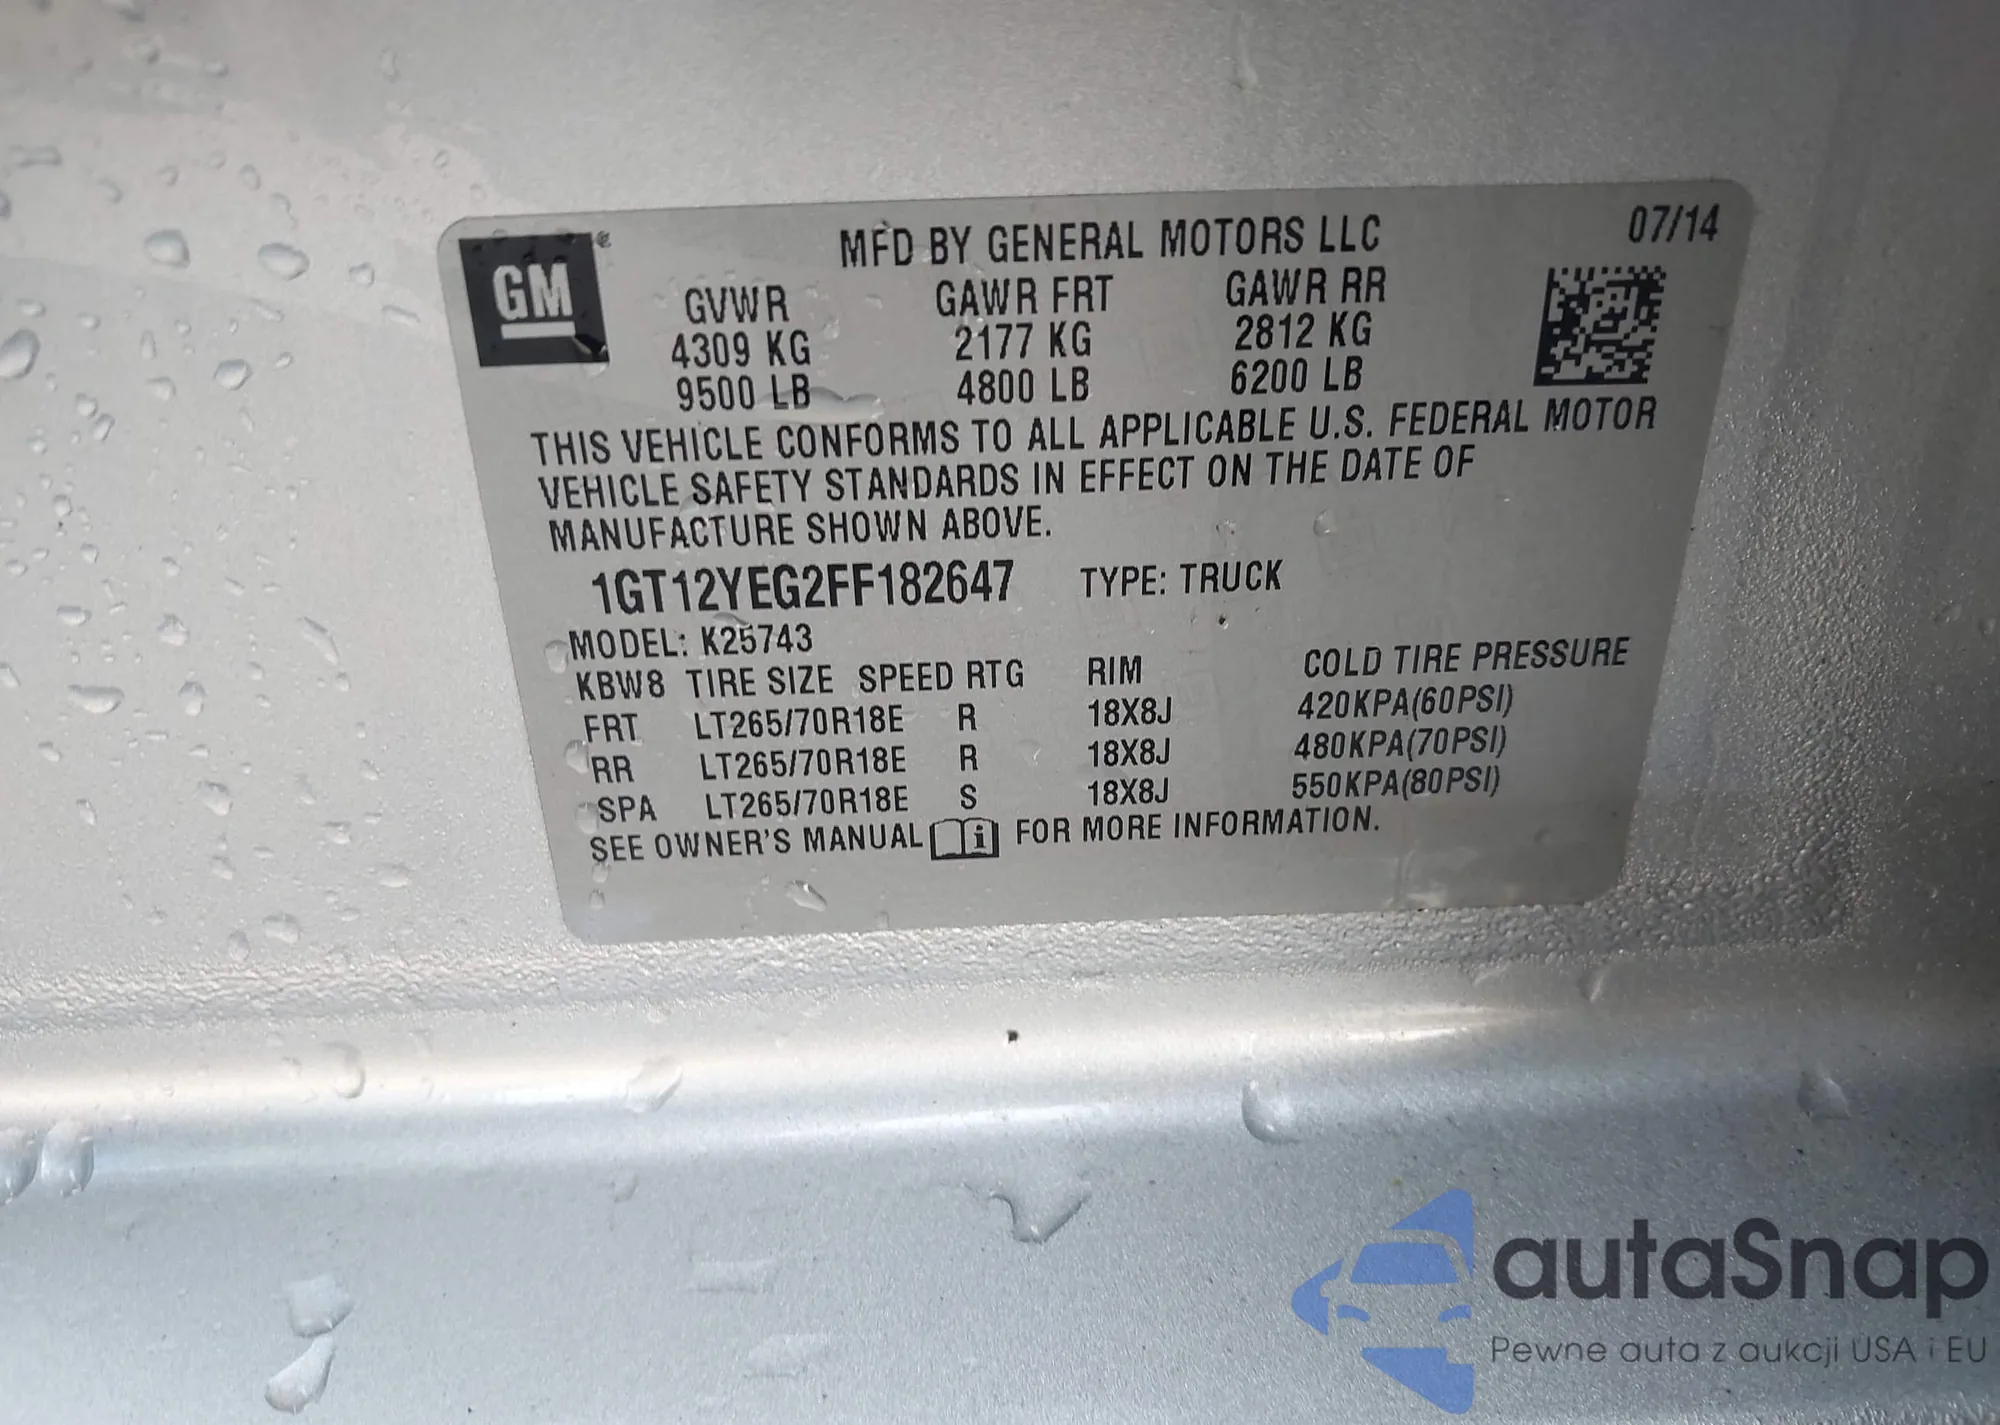 GM
MFD BY GENERAL MOTORS LLC 07/14
GVWR GAWR FRT GAWR RR
4309 KG 2177 KG 2812 KG
9500 LB 4800 LB 6200 LB
THIS VEHICLE CONFORMS TO ALL APPLICABLE U.S. FEDERAL MOTOR
VEHICLE SAFETY STANDARDS IN EFFECT ON THE DATE OF
MANUFACTURE SHOWN ABOVE.
1GT12YEG2FF182647 TYPE: TRUCK
MODEL: K25743
KBW8 TIRE SIZE SPEED RTG RIM COLD TIRE PRESSURE
FRT LT265/70R18E R 18X8J 420KPA(60PSI)
RR LT265/70R18E R 18X8J 480KPA(70PSI)
SPA LT265/70R18E S 18X8J 550KPA(80PSI)
SEE OWNER'S MANUAL i FOR MORE INFORMATION.
autaSnap
Pewne auta z aukcji USA i EU